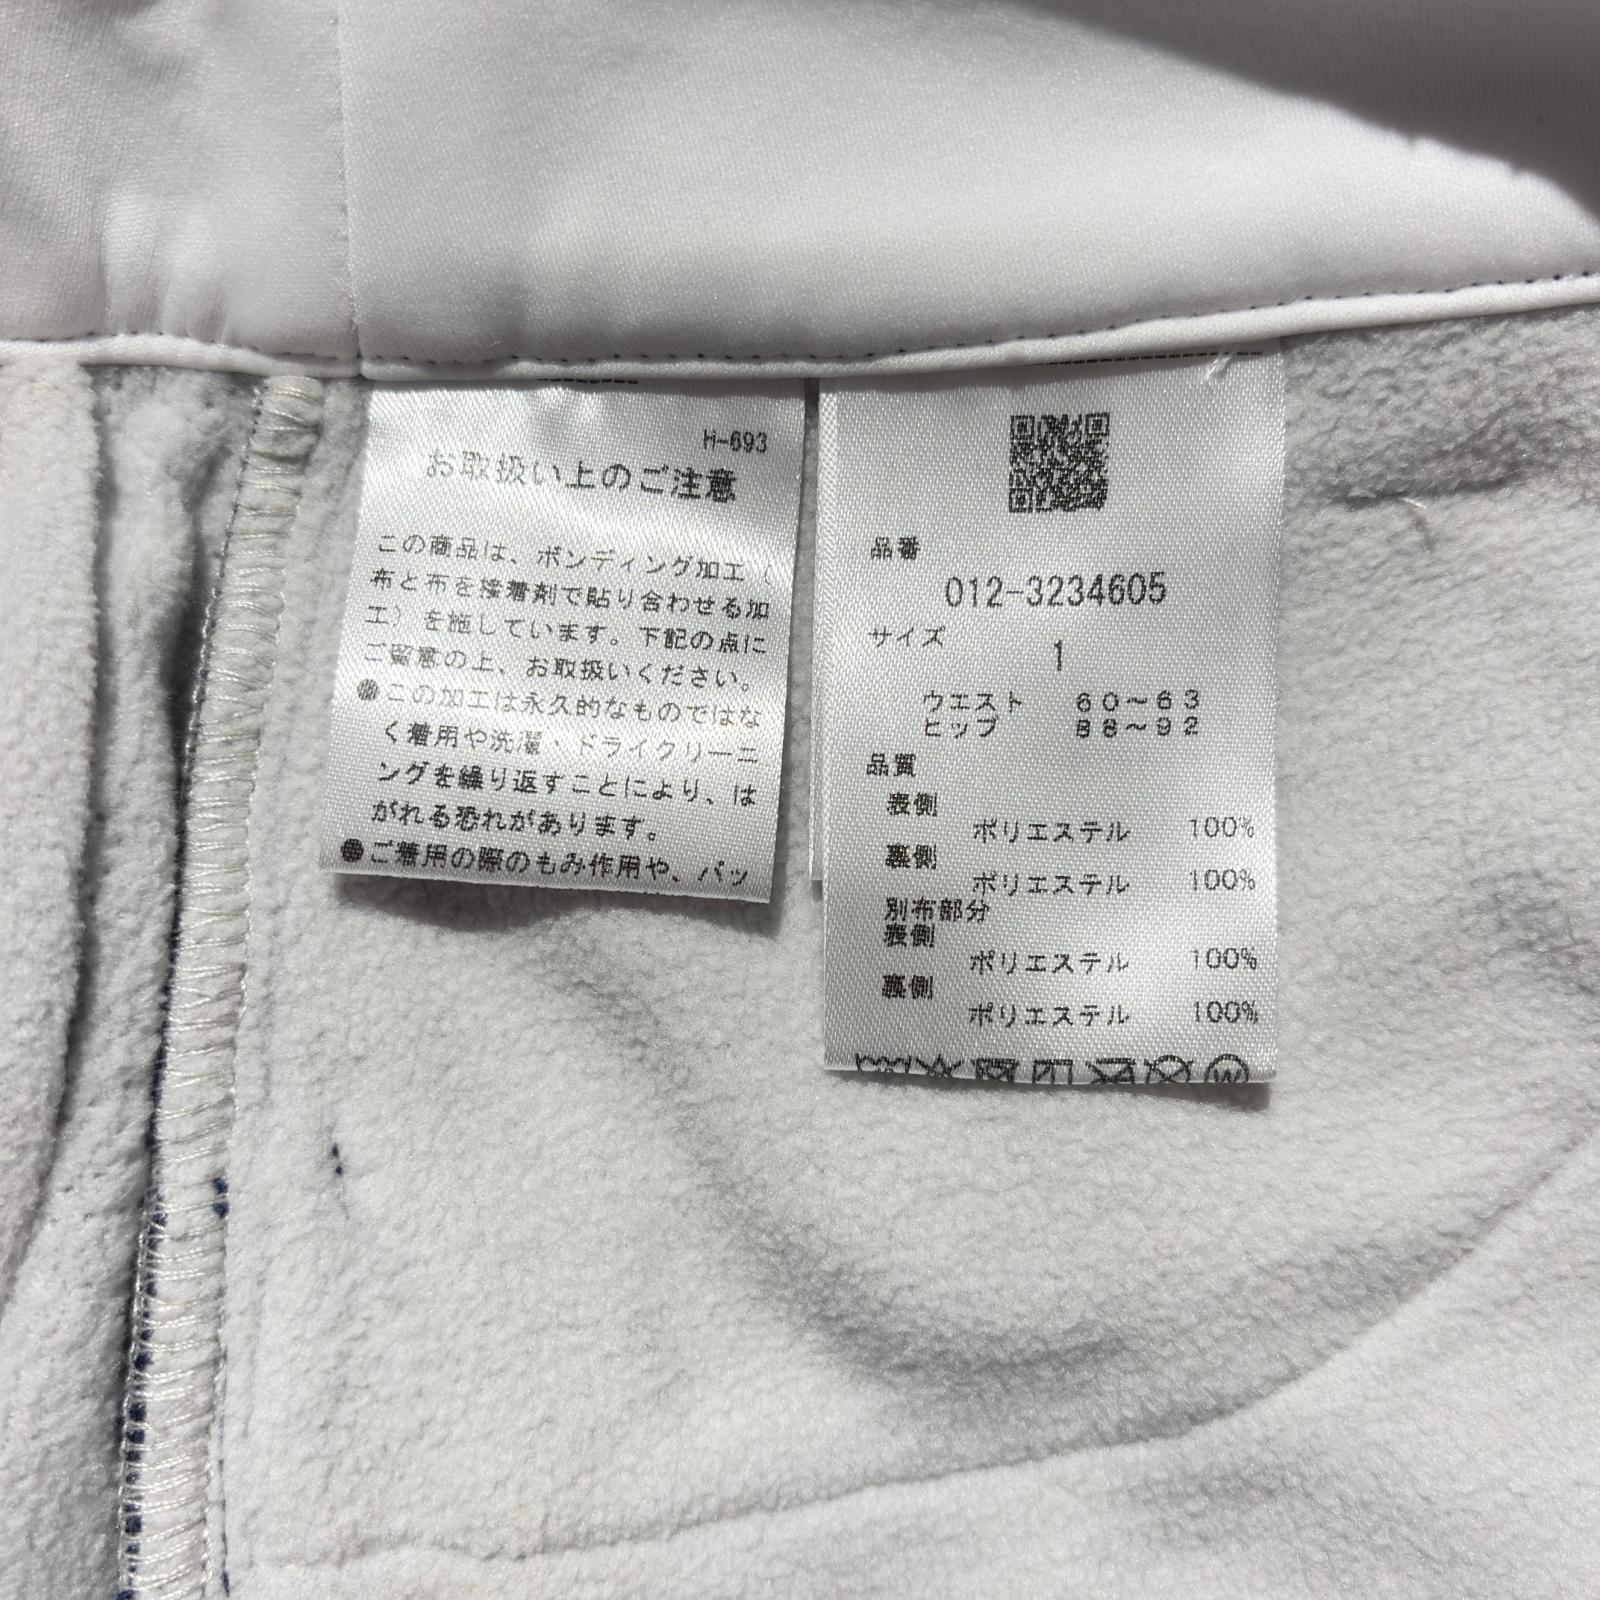 H-693
お取扱い上のご注意
この商品は、ボンディング加工（
布と布を接着剤で貼り合わせる加
工）を施しています。下記の点に
ご留意の上、お取扱いください。
●この加工は永久的なものではな
く着用や洗濯・ドライクリーニ
ングを繰り返すことにより、は
がれる恐れがあります。
●ご着用の際のもみ作用や、バッ
品番
012-3234605
サイズ 1
ウエスト 60～63
ヒップ 88～92
品質
表側
ポリエステル 100%
裏側
ポリエステル 100%
別布部分
表側
ポリエステル 100%
裏側
ポリエステル 100%
W